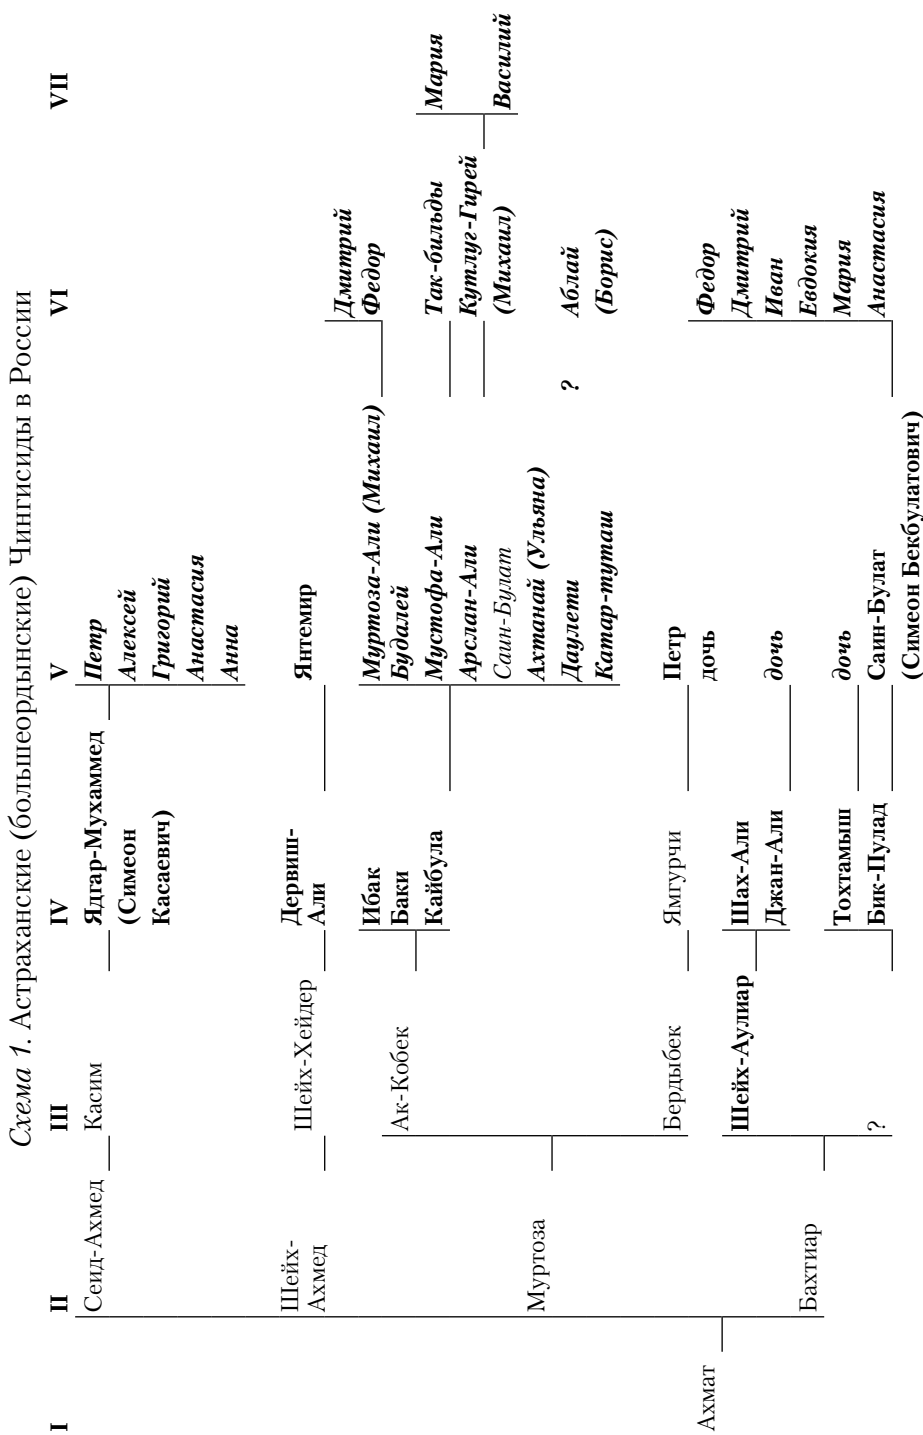 Схема 1. Астраханские (большеордынские) Чингисиды в России
I
II
III
IV
V
VI
VII
Ахмат
Сеид-Ахмед
Шейх-
Ахмед
Муртоза
Бахтиар
Касим
Шейх-Хейдер
Ак-Кобек
Бердыбек
Шейх-Аулиар
?
Ядгар-Мухаммед
(Симеон
Касаевич)
Дервиш-
Али
Ибак
Баки
Кайбула
Ямгурчи
Шах-Али
Джан-Али
Тохтамыш
Бик-Пулад
Петр
Алексей
Григорий
Анастасия
Анна
Янтемир
Муртоза-Али (Михаил)
Будалей
Мустофа-Али
Арслан-Али
Саин-Булат
Ахтанай (Ульяна)
Даулети
Катар-туташ
Петр
дочь
дочь
дочь
Саин-Булат
(Симеон Бекбулатович)
Дмитрий
Федор
Так-бильды
Кутлуг-Гирей
(Михаил)
?
Аблай
(Борис)
Федор
Дмитрий
Иван
Евдокия
Мария
Анастасия
Мария
Василий